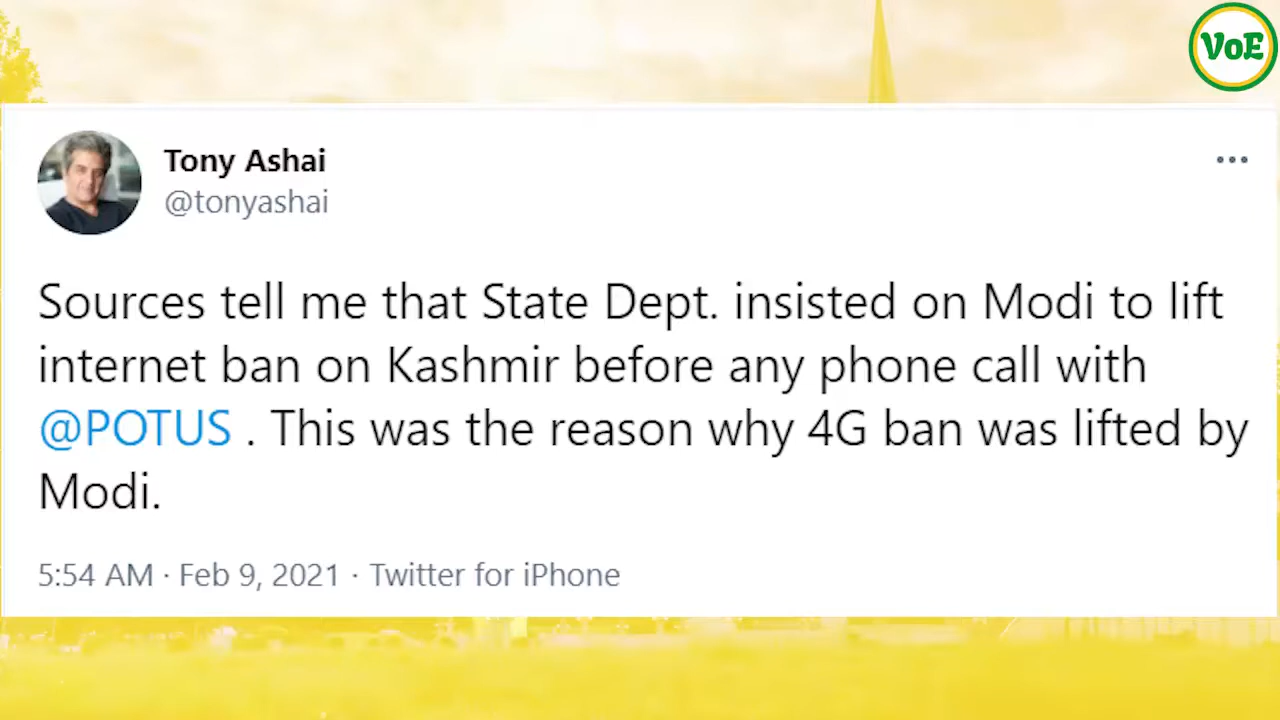 VoE
Tony Ashai
@tonyashai
Sources tell me that State Dept. insisted on Modi to lift
internet ban on Kashmir before any phone call with
@POTUS . This was the reason why 4G ban was lifted by
Modi.
5:54 AM · Feb 9, 2021 · Twitter for iPhone